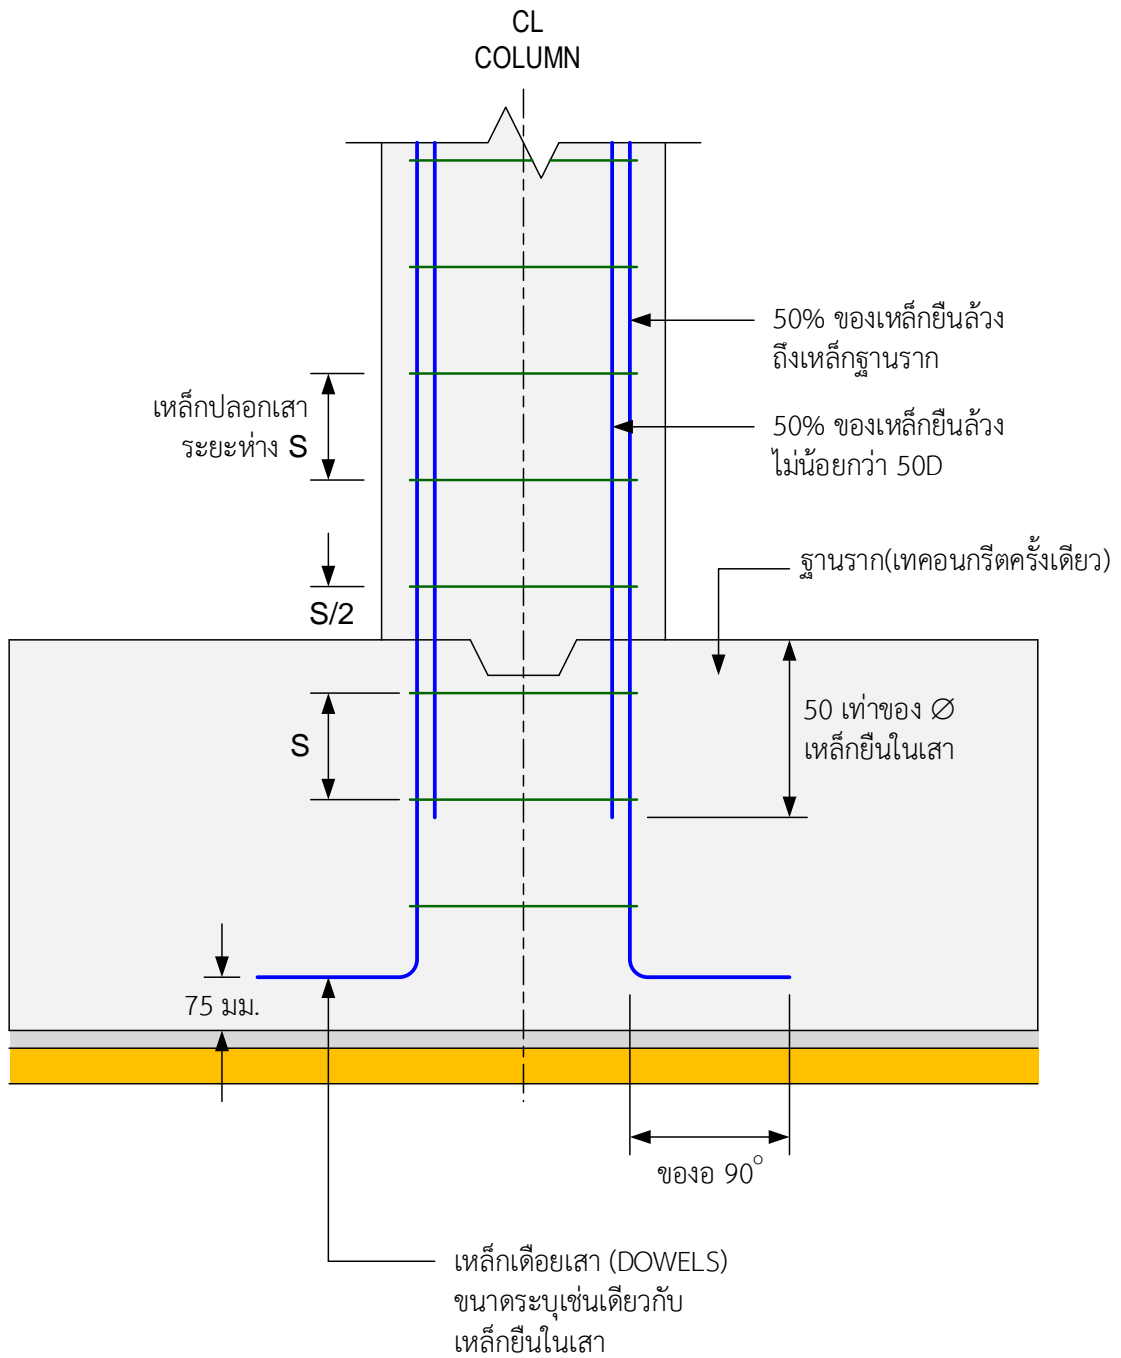 CL
COLUMN
50% ของเหล็กยืนล้วง
ถึงเหล็กฐานราก
เหล็กปลอกเสา
ระยะห่าง S
50% ของเหล็กยืนล้วง
ไม่น้อยกว่า 50D
ฐานราก(เทคอนกรีตครั้งเดียว)
S/2
50 เท่าของ ∅
เหล็กยืนในเสา
S
75 มม.
ของอ 90°
เหล็กเดือยเสา (DOWELS)
ขนาดระบุเช่นเดียวกับ
เหล็กยืนในเสา